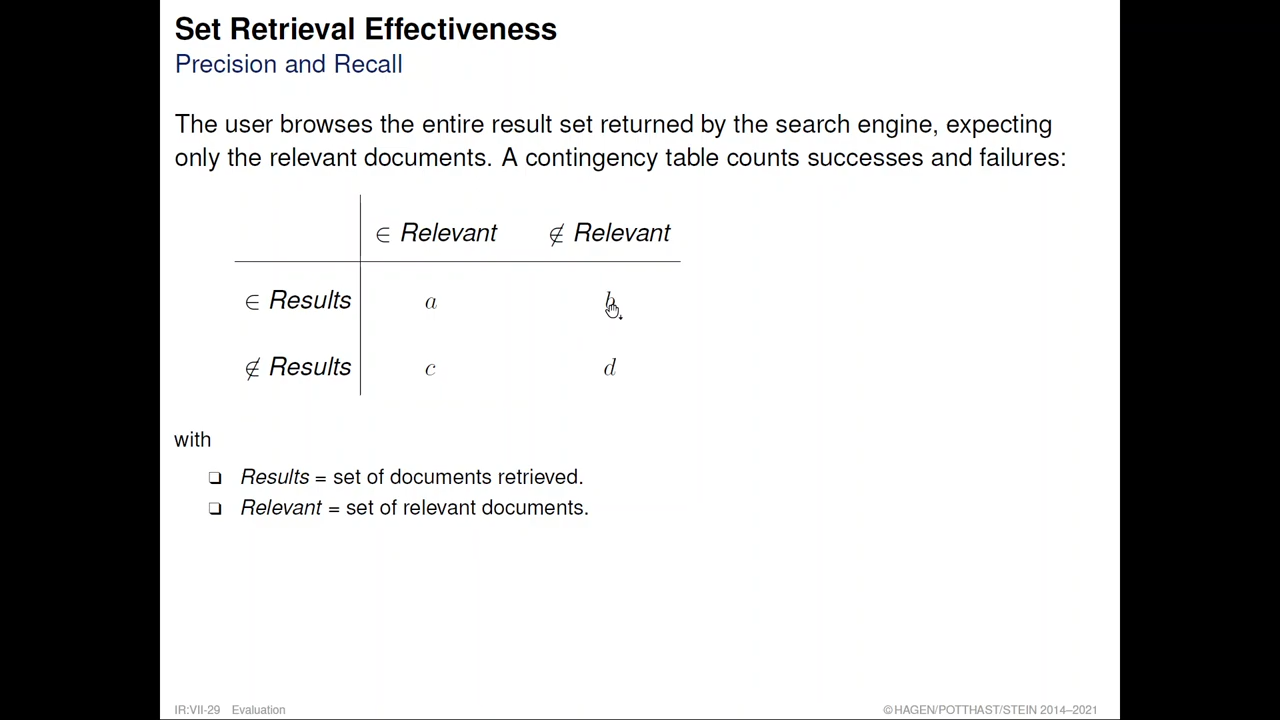 Set Retrieval Effectiveness
Precision and Recall
The user browses the entire result set returned by the search engine, expecting
only the relevant documents. A contingency table counts successes and failures:
∈ Relevant ∉ Relevant
∈ Results a b
∉ Results c d
with
❏ Results = set of documents retrieved.
❏ Relevant = set of relevant documents.
IR:VII-29 Evaluation ©HAGEN/POTTHAST/STEIN 2014–2021